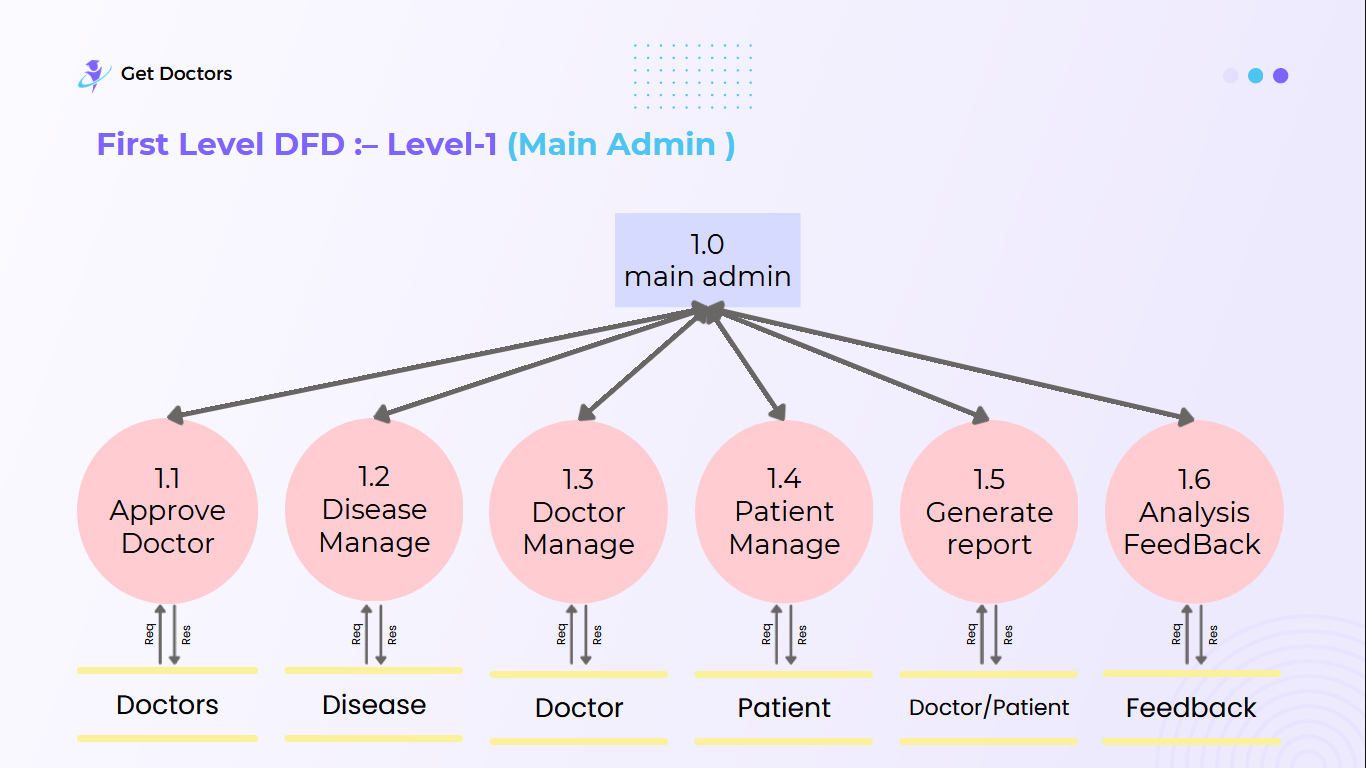 Get Doctors
First Level DFD :– Level-1 (Main Admin )
1.0
main admin
1.1
Approve
Doctor
1.2
Disease
Manage
1.3
Doctor
Manage
1.4
Patient
Manage
1.5
Generate
report
1.6
Analysis
FeedBack
Req
Res
Req
Res
Req
Res
Req
Res
Req
Res
Req
Res
Doctors
Disease
Doctor
Patient
Doctor/Patient
Feedback